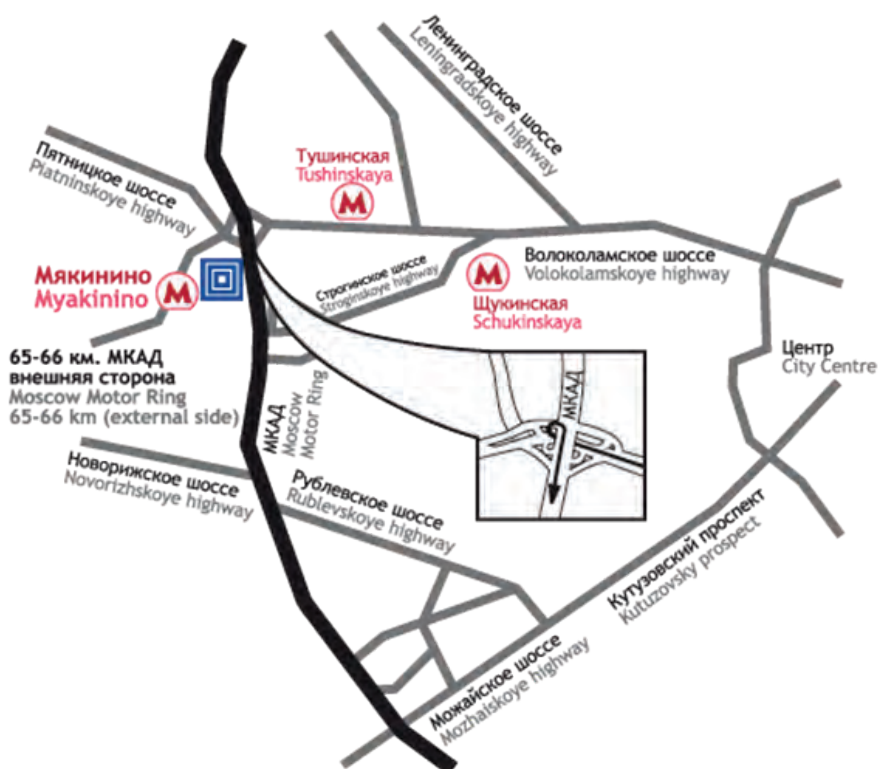 Ленинградское шоссе
Leningradskoye highway
Пятницкое шоссе
Piatninskoye highway
Тушинская
Tushinskaya
М
Волоколамское шоссе
Volokolamskoye highway
Строгинское шоссе
Stroginskoye highway
Мякинино
Myakinino
М
М
Щукинская
Schukinskaya
65-66 км. МКАД
внешняя сторона
Moscow Motor Ring
65-66 km (external side)
Центр
City Centre
МКАД
Moscow
Motor Ring
МКАД
Новорижское шоссе
Novorizhskoye highway
Рублевское шоссе
Rublevskoye highway
Кутузовский проспект
Kutuzovsky prospect
Можайское шоссе
Mozhaiskoye highway